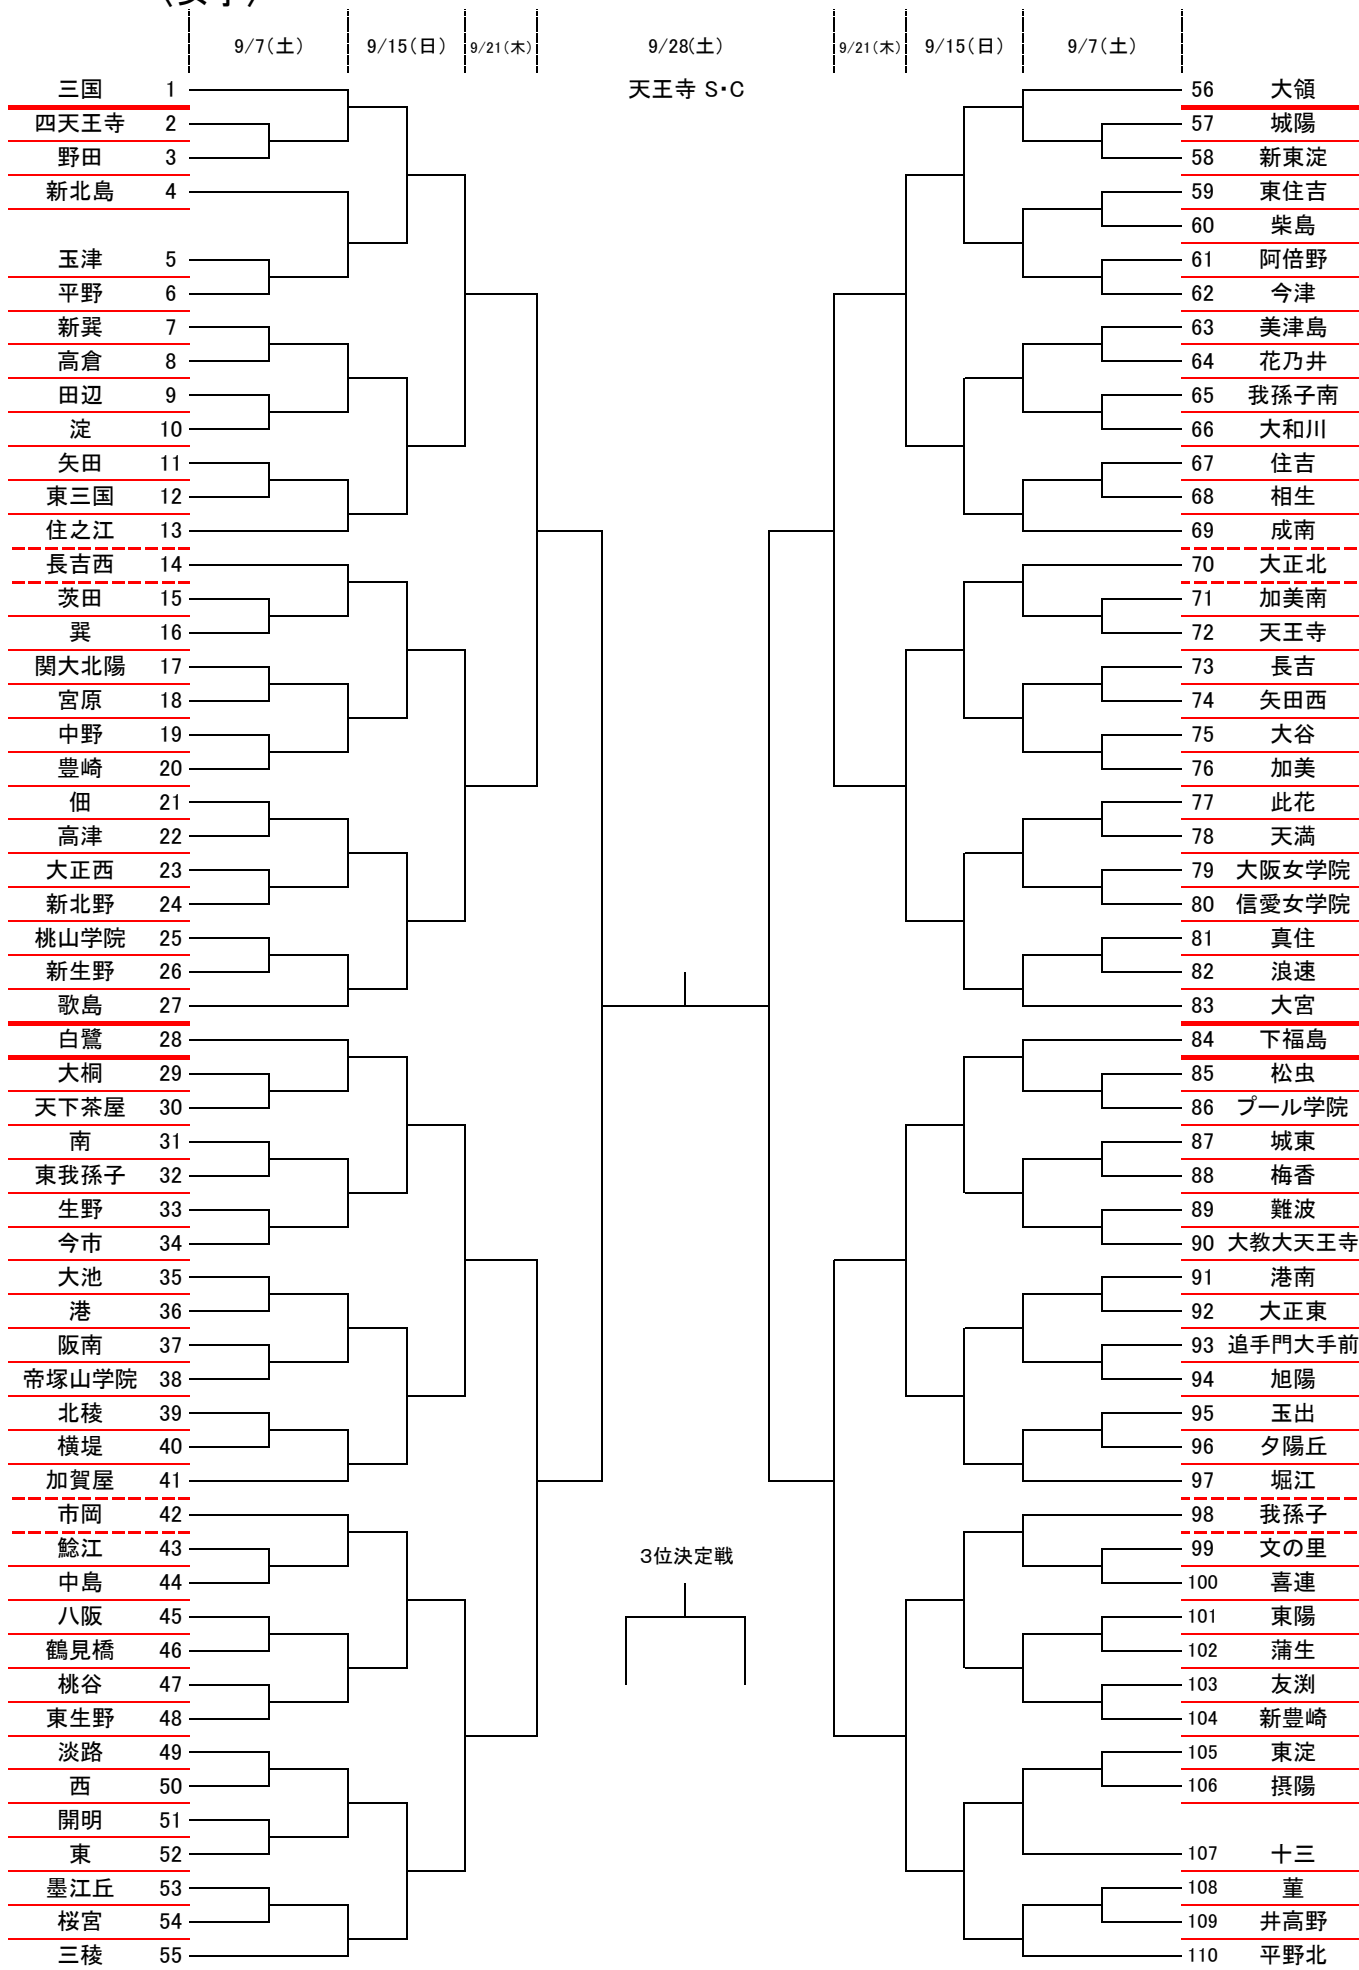 (女子)
9/7(土) 9/15(日) 9/21(木) 9/28(土) 9/21(木) 9/15(日) 9/7(土)
天王寺 S・C
三国 1
四天王寺 2
野田 3
新北島 4
玉津 5
平野 6
新巽 7
高倉 8
田辺 9
淀 10
矢田 11
東三国 12
住之江 13
長吉西 14
茨田 15
巽 16
関大北陽 17
宮原 18
中野 19
豊崎 20
佃 21
高津 22
大正西 23
新北野 24
桃山学院 25
新生野 26
歌島 27
白鷺 28
大桐 29
天下茶屋 30
南 31
東我孫子 32
生野 33
今市 34
大池 35
港 36
阪南 37
帝塚山学院 38
北稜 39
横堤 40
加賀屋 41
市岡 42
鯰江 43
中島 44
八阪 45
鶴見橋 46
桃谷 47
東生野 48
淡路 49
西 50
開明 51
東 52
墨江丘 53
桜宮 54
三稜 55
3位決定戦
56 大領
57 城陽
58 新東淀
59 東住吉
60 柴島
61 阿倍野
62 今津
63 美津島
64 花乃井
65 我孫子南
66 大和川
67 住吉
68 相生
69 成南
70 大正北
71 加美南
72 天王寺
73 長吉
74 矢田西
75 大谷
76 加美
77 此花
78 天満
79 大阪女学院
80 信愛女学院
81 真住
82 浪速
83 大宮
84 下福島
85 松虫
86 プール学院
87 城東
88 梅香
89 難波
90 大教大天王寺
91 港南
92 大正東
93 追手門大手前
94 旭陽
95 玉出
96 夕陽丘
97 堀江
98 我孫子
99 文の里
100 喜連
101 東陽
102 蒲生
103 友渕
104 新豊崎
105 東淀
106 摂陽
107 十三
108 菫
109 井高野
110 平野北